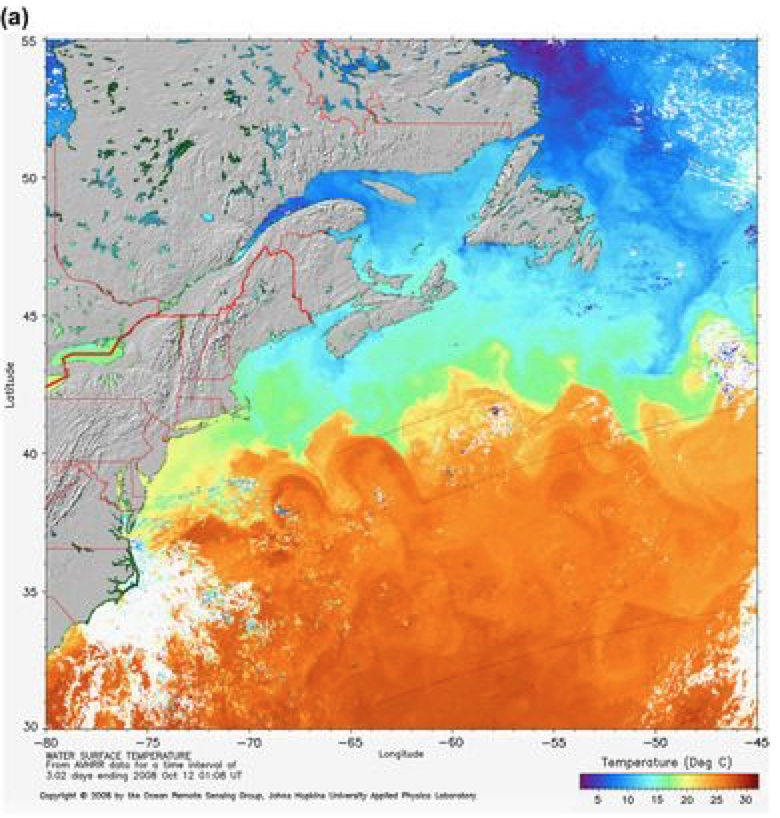 (a)
55
50
45
40
35
30
Latitude
-80
-75
-70
-65
-60
-55
-50
-45
Longitude
WATER SURFACE TEMPERATURE
From AVHRR data for a time interval of
3.02 days ending 2008 Oct 12 01:08 UT
Temperature (Deg C)
5 10 15 20 25 30
Copyright © 2008 by the Ocean Remote Sensing Group, Johns Hopkins University Applied Physics Laboratory.